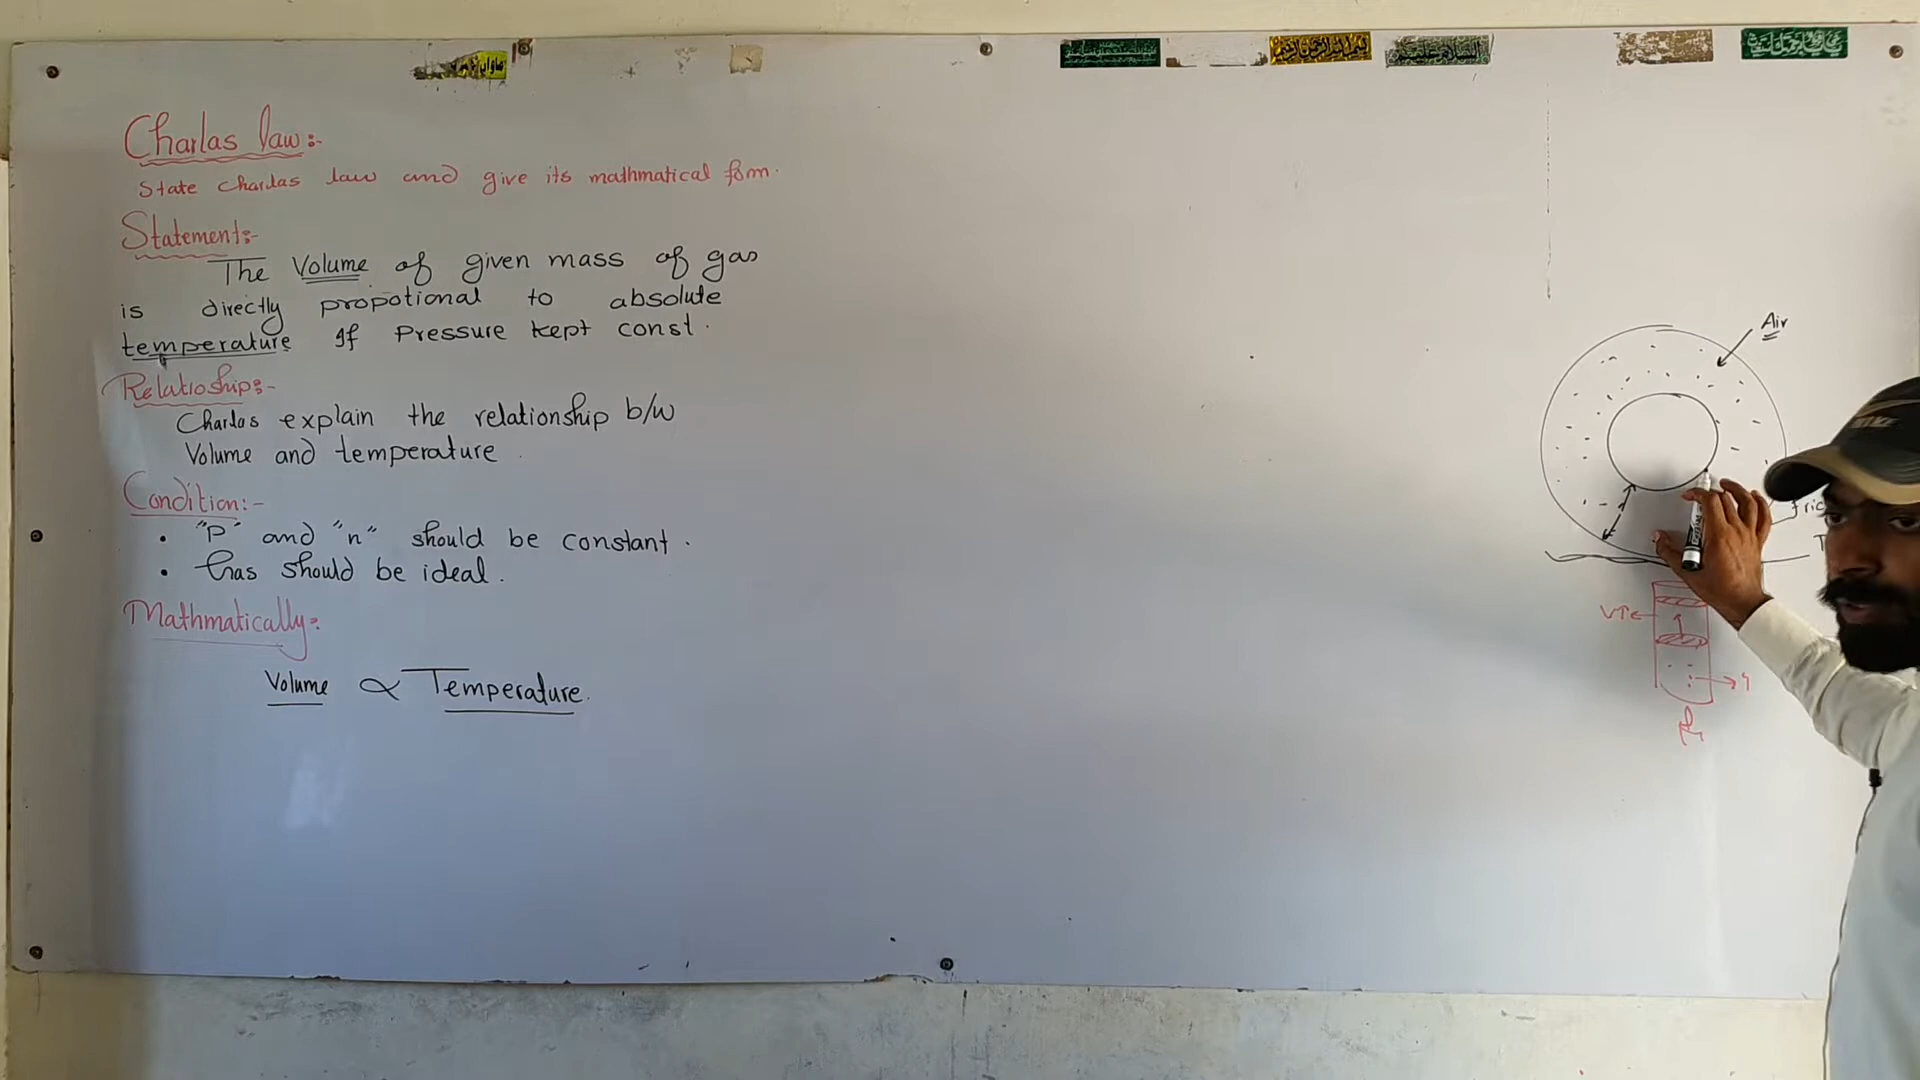 Charlas law:-
State charlas law and give its mathmatical form.
Statement:-
The Volume of given mass of gas
is directly propotional to absolute
temperature If Pressure kept const.
Relatioship:-
Charlas explain the relationship b/w
Volume and temperature.
Condition:-
• "P" and "n" should be constant.
• Gas should be ideal.
Mathmatically:-
Volume ∝ Temperature.
Air
fric
T